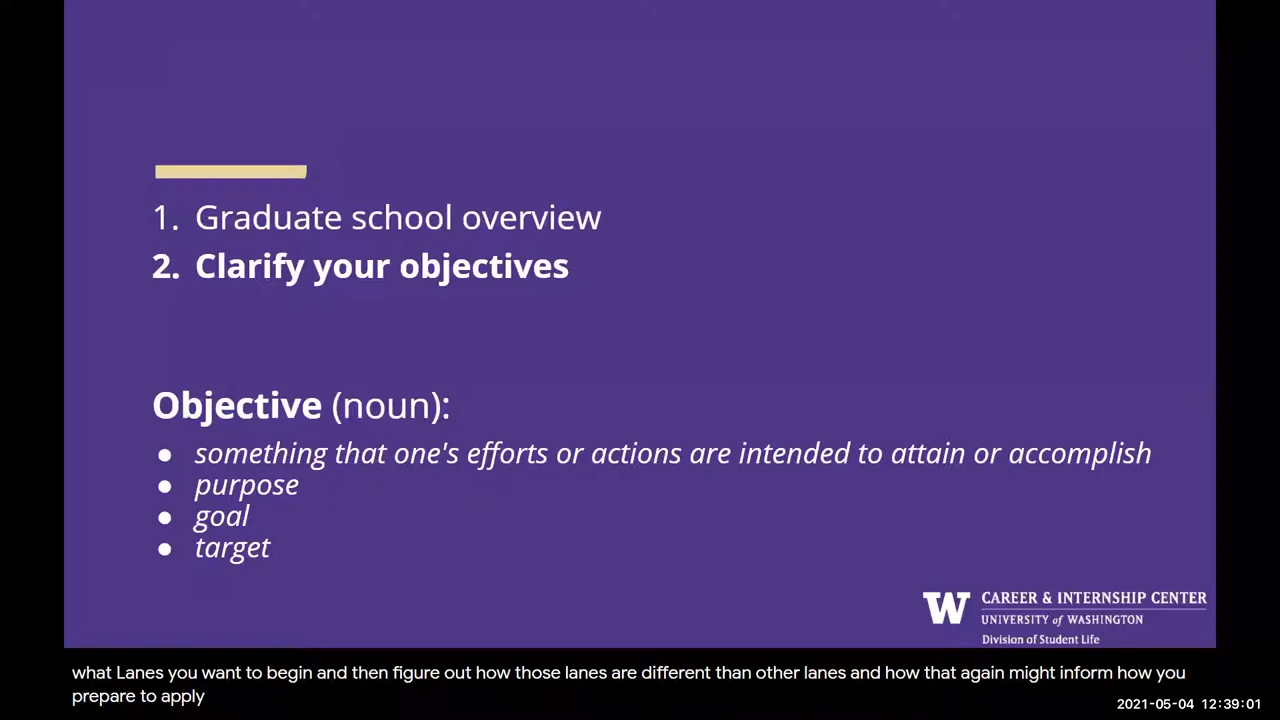 1. Graduate school overview
2. Clarify your objectives
Objective (noun):
● something that one's efforts or actions are intended to attain or accomplish
● purpose
● goal
● target
W CAREER & INTERNSHIP CENTER
UNIVERSITY of WASHINGTON
Division of Student Life
what Lanes you want to begin and then figure out how those lanes are different than other lanes and how that again might inform how you
prepare to apply
2021-05-04 12:39:01